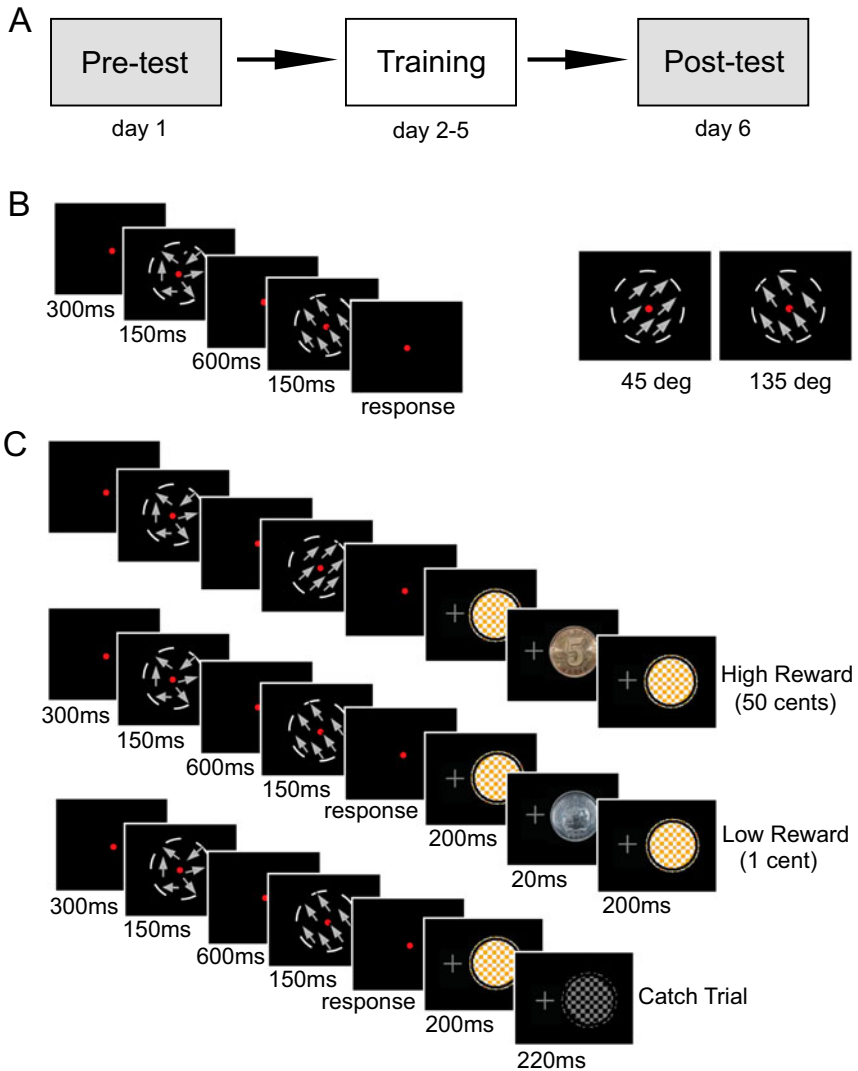 A
Pre-test
Training
Post-test
day 1
day 2-5
day 6
B
300ms
150ms
600ms
150ms
response
45 deg
135 deg
C
High Reward
(50 cents)
5
300ms
150ms
600ms
150ms
response
200ms
20ms
200ms
Low Reward
(1 cent)
300ms
150ms
600ms
150ms
response
200ms
220ms
Catch Trial